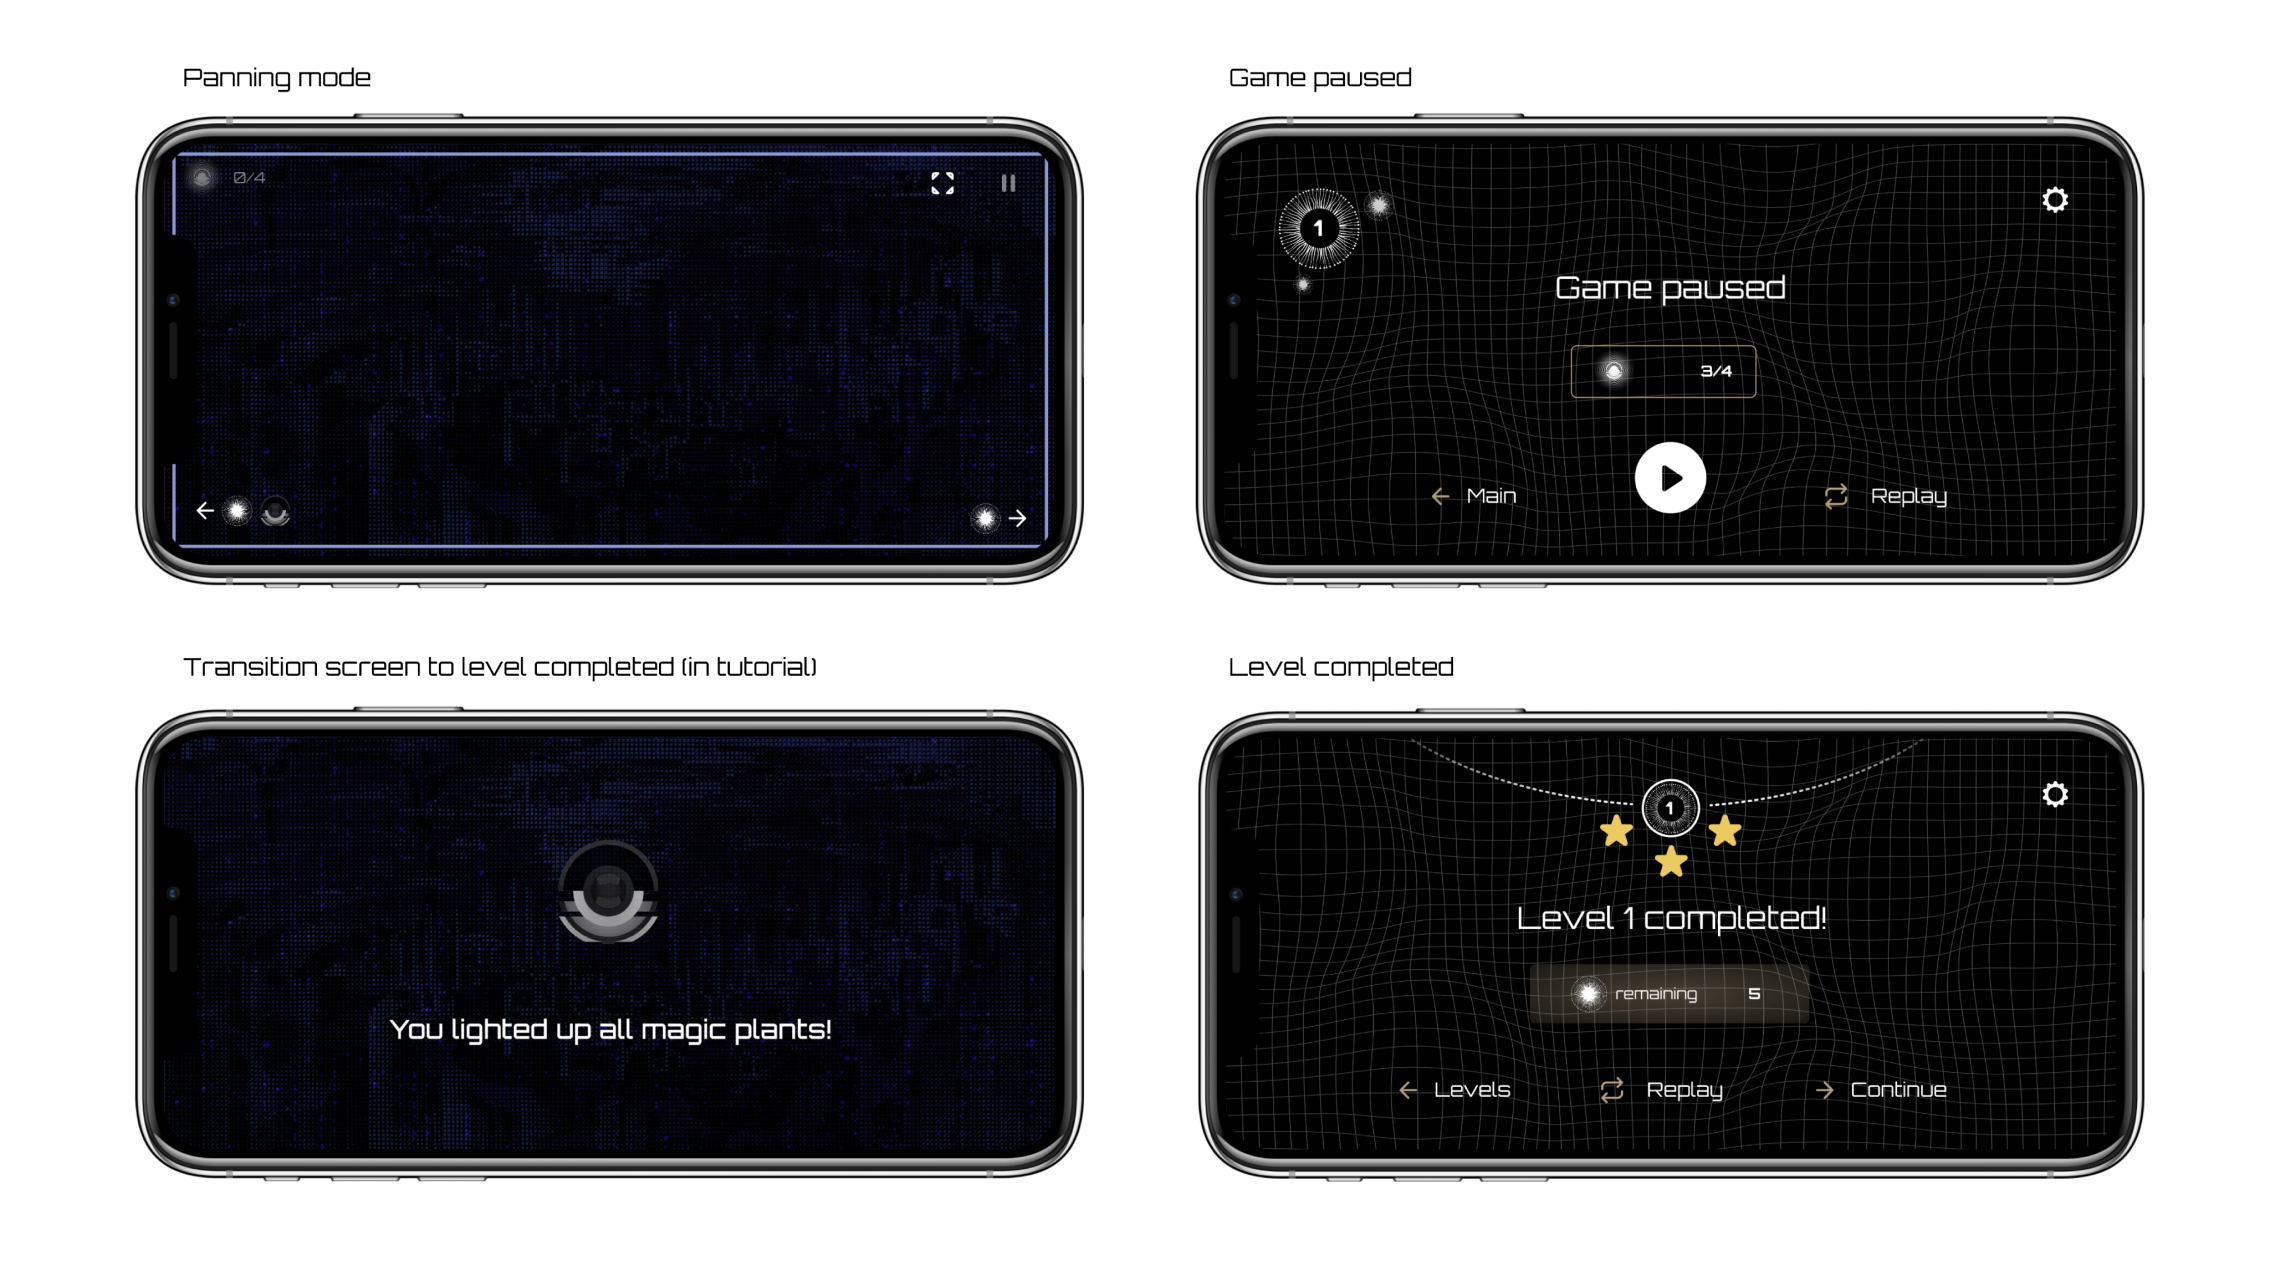 Panning mode
0/4
Game paused
1
Game paused
3/4
Main
Replay
Transition screen to level completed (in tutorial)
You lighted up all magic plants!
Level completed
1
Level 1 completed!
remaining 5
Levels
Replay
Continue